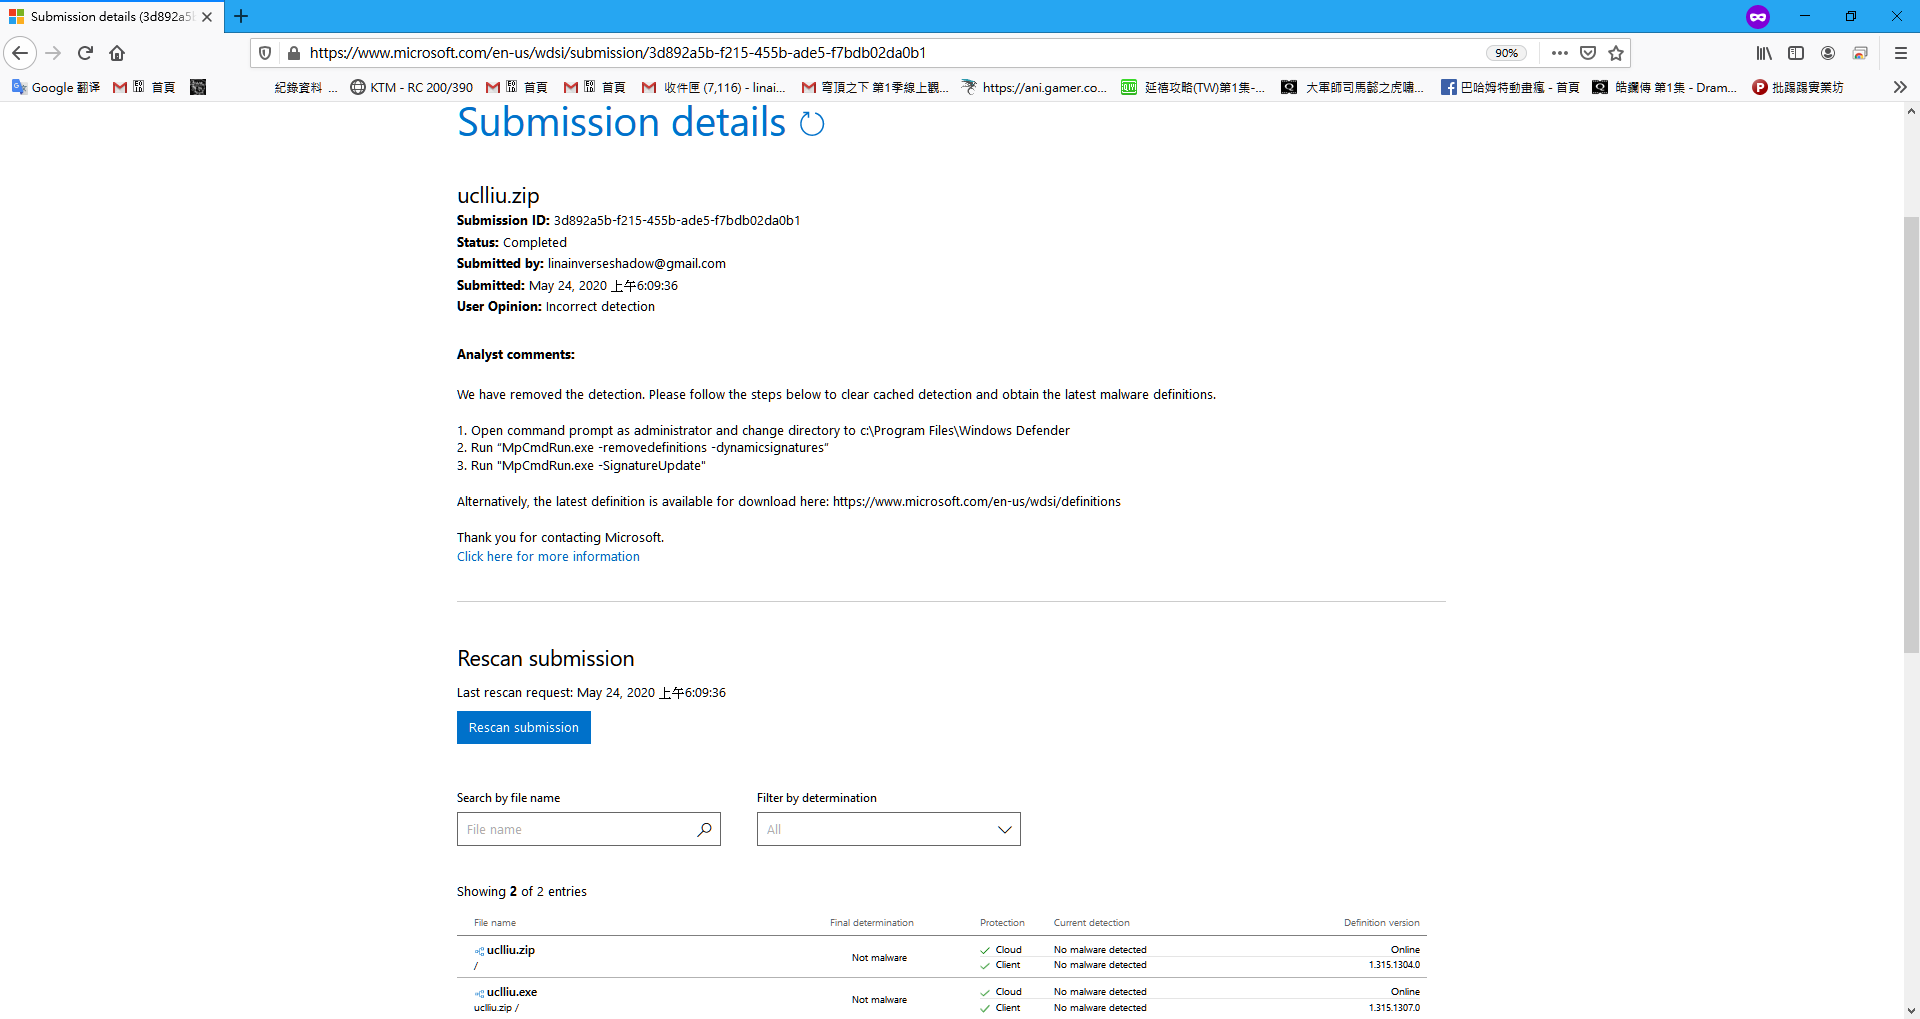 Submission details (3d892a5b
https://www.microsoft.com/en-us/wdsi/submission/3d892a5b-f215-455b-ade5-f7bdb02da0b1
90%
Google 翻译
首頁
紀錄資料 ...
KTM - RC 200/390
首頁
首頁
收件匣 (7,116) - linai...
穹頂之下 第1季線上觀...
https://ani.gamer.co...
延禧攻略(TW)第1集-...
大軍師司馬懿之虎嘯...
巴哈姆特動畫瘋 - 首頁
皓鑭傳 第1集 - Dram...
批踢踢實業坊
Submission details
uclliu.zip
Submission ID: 3d892a5b-f215-455b-ade5-f7bdb02da0b1
Status: Completed
Submitted by: linainverseshadow@gmail.com
Submitted: May 24, 2020 上午6:09:36
User Opinion: Incorrect detection
Analyst comments:
We have removed the detection. Please follow the steps below to clear cached detection and obtain the latest malware definitions.
1. Open command prompt as administrator and change directory to c:\Program Files\Windows Defender
2. Run “MpCmdRun.exe -removedefinitions -dynamicsignatures”
3. Run "MpCmdRun.exe -SignatureUpdate"
Alternatively, the latest definition is available for download here: https://www.microsoft.com/en-us/wdsi/definitions
Thank you for contacting Microsoft.
Click here for more information
Rescan submission
Last rescan request: May 24, 2020 上午6:09:36
Rescan submission
Search by file name
Filter by determination
File name
All
Showing 2 of 2 entries
File name Final determination Protection Current detection Definition version
uclliu.zip
/
Not malware
Cloud No malware detected Online
Client No malware detected 1.315.1304.0
uclliu.exe
uclliu.zip /
Not malware
Cloud No malware detected Online
Client No malware detected 1.315.1307.0